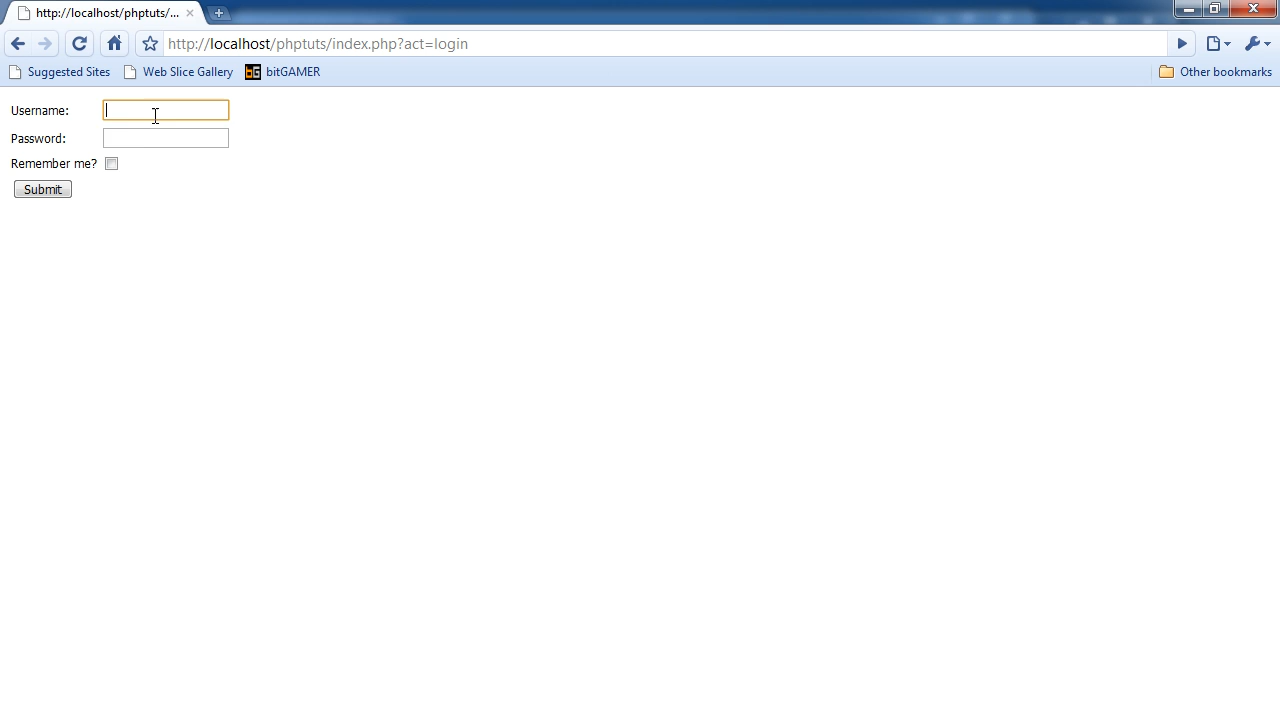 http://localhost/phptuts/...
http://localhost/phptuts/index.php?act=login
Suggested Sites Web Slice Gallery bG bitGAMER Other bookmarks
Username:
Password:
Remember me?
Submit